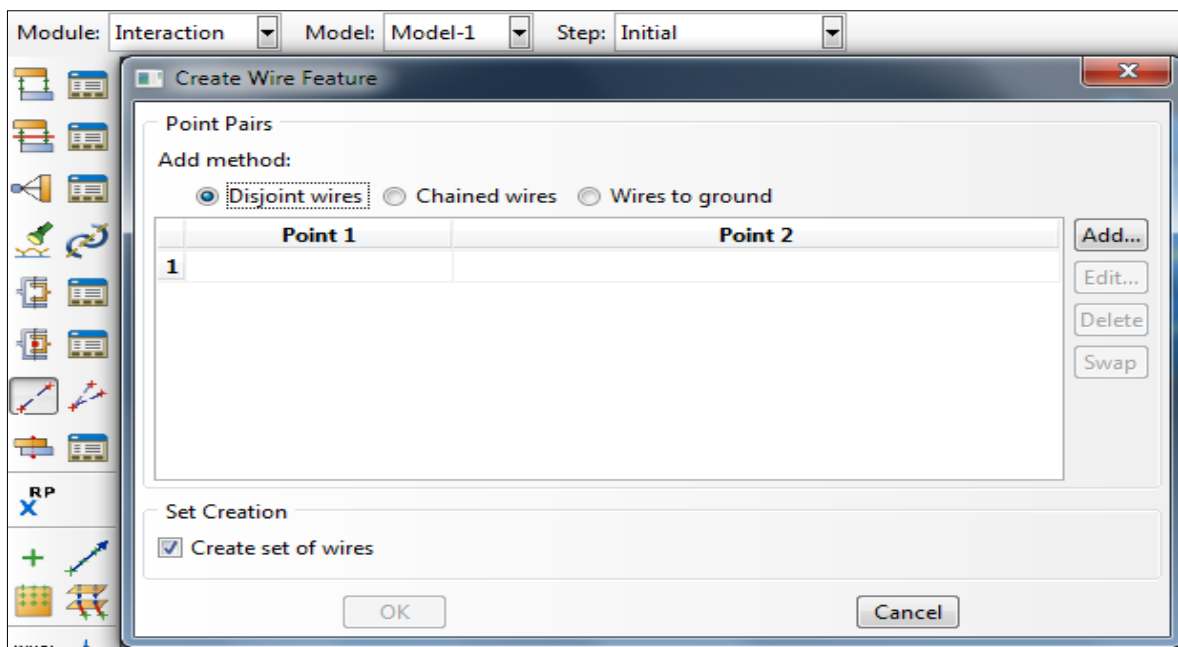 Module: Interaction Model: Model-1 Step: Initial
Create Wire Feature
Point Pairs
Add method:
Disjoint wires Chained wires Wires to ground
Point 1 Point 2
1
Add...
Edit...
Delete
Swap
RP
Set Creation
Create set of wires
OK Cancel